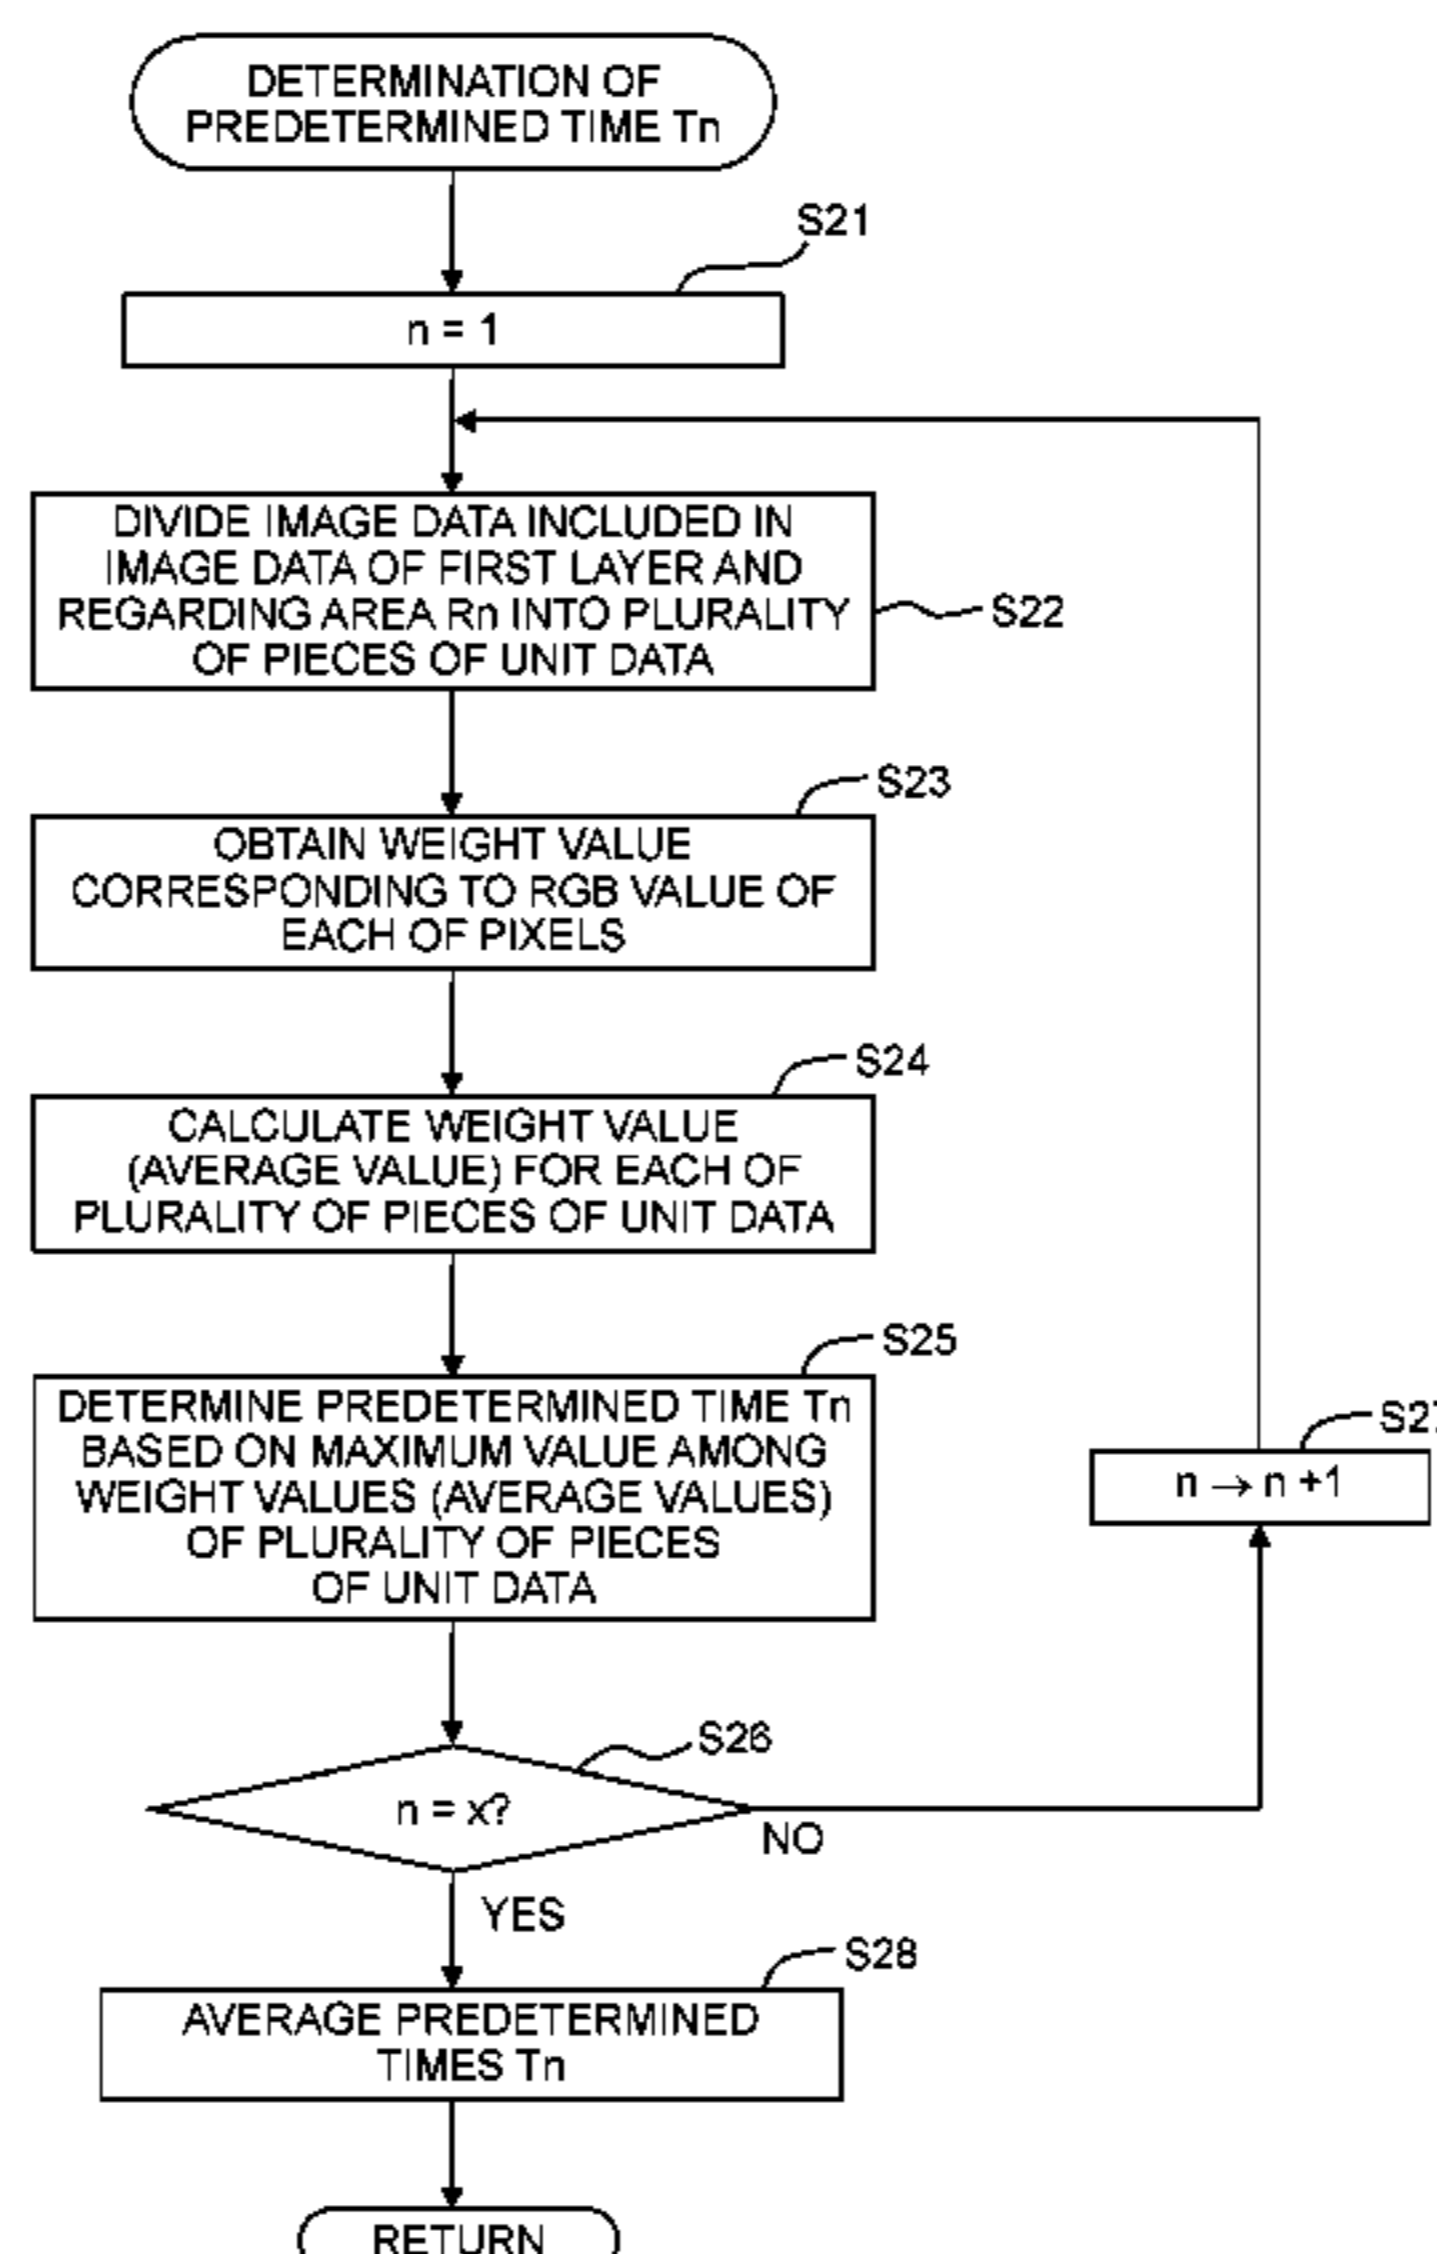 DETERMINATION OF
PREDETERMINED TIME Tn
S21
n = 1
DIVIDE IMAGE DATA INCLUDED IN
IMAGE DATA OF FIRST LAYER AND
REGARDING AREA Rn INTO PLURALITY
OF PIECES OF UNIT DATA
S22
S23
OBTAIN WEIGHT VALUE
CORRESPONDING TO RGB VALUE OF
EACH OF PIXELS
S24
CALCULATE WEIGHT VALUE
(AVERAGE VALUE) FOR EACH OF
PLURALITY OF PIECES OF UNIT DATA
S25
DETERMINE PREDETERMINED TIME Tn
BASED ON MAXIMUM VALUE AMONG
WEIGHT VALUES (AVERAGE VALUES)
OF PLURALITY OF PIECES
OF UNIT DATA
S27
n → n +1
S26
n = x?
NO
YES
S28
AVERAGE PREDETERMINED
TIMES Tn
RETURN